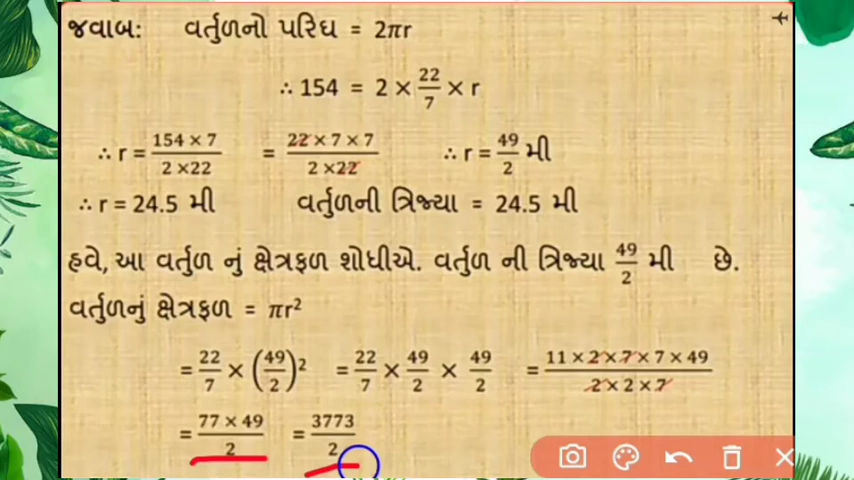 જવાબ: વર્તુળનો પરિઘ = 2πr
∴ 154 = 2 × 22/7 × r
∴ r = (154 × 7)/(2 ×22) = (22 × 7 × 7)/(2 ×22) ∴ r = 49/2 મી
∴ r = 24.5 મી વર્તુળની ત્રિજ્યા = 24.5 મી
હવે, આ વર્તુળ નું ક્ષેત્રફળ શોધીએ. વર્તુળ ની ત્રિજ્યા 49/2 મી છે.
વર્તુળનું ક્ષેત્રફળ = πr²
= 22/7 × (49/2)² = 22/7 × 49/2 × 49/2 = (11 × 2 × 7 × 7 × 49)/(2 × 2 × 7)
= (77 × 49)/2 = 3773/2